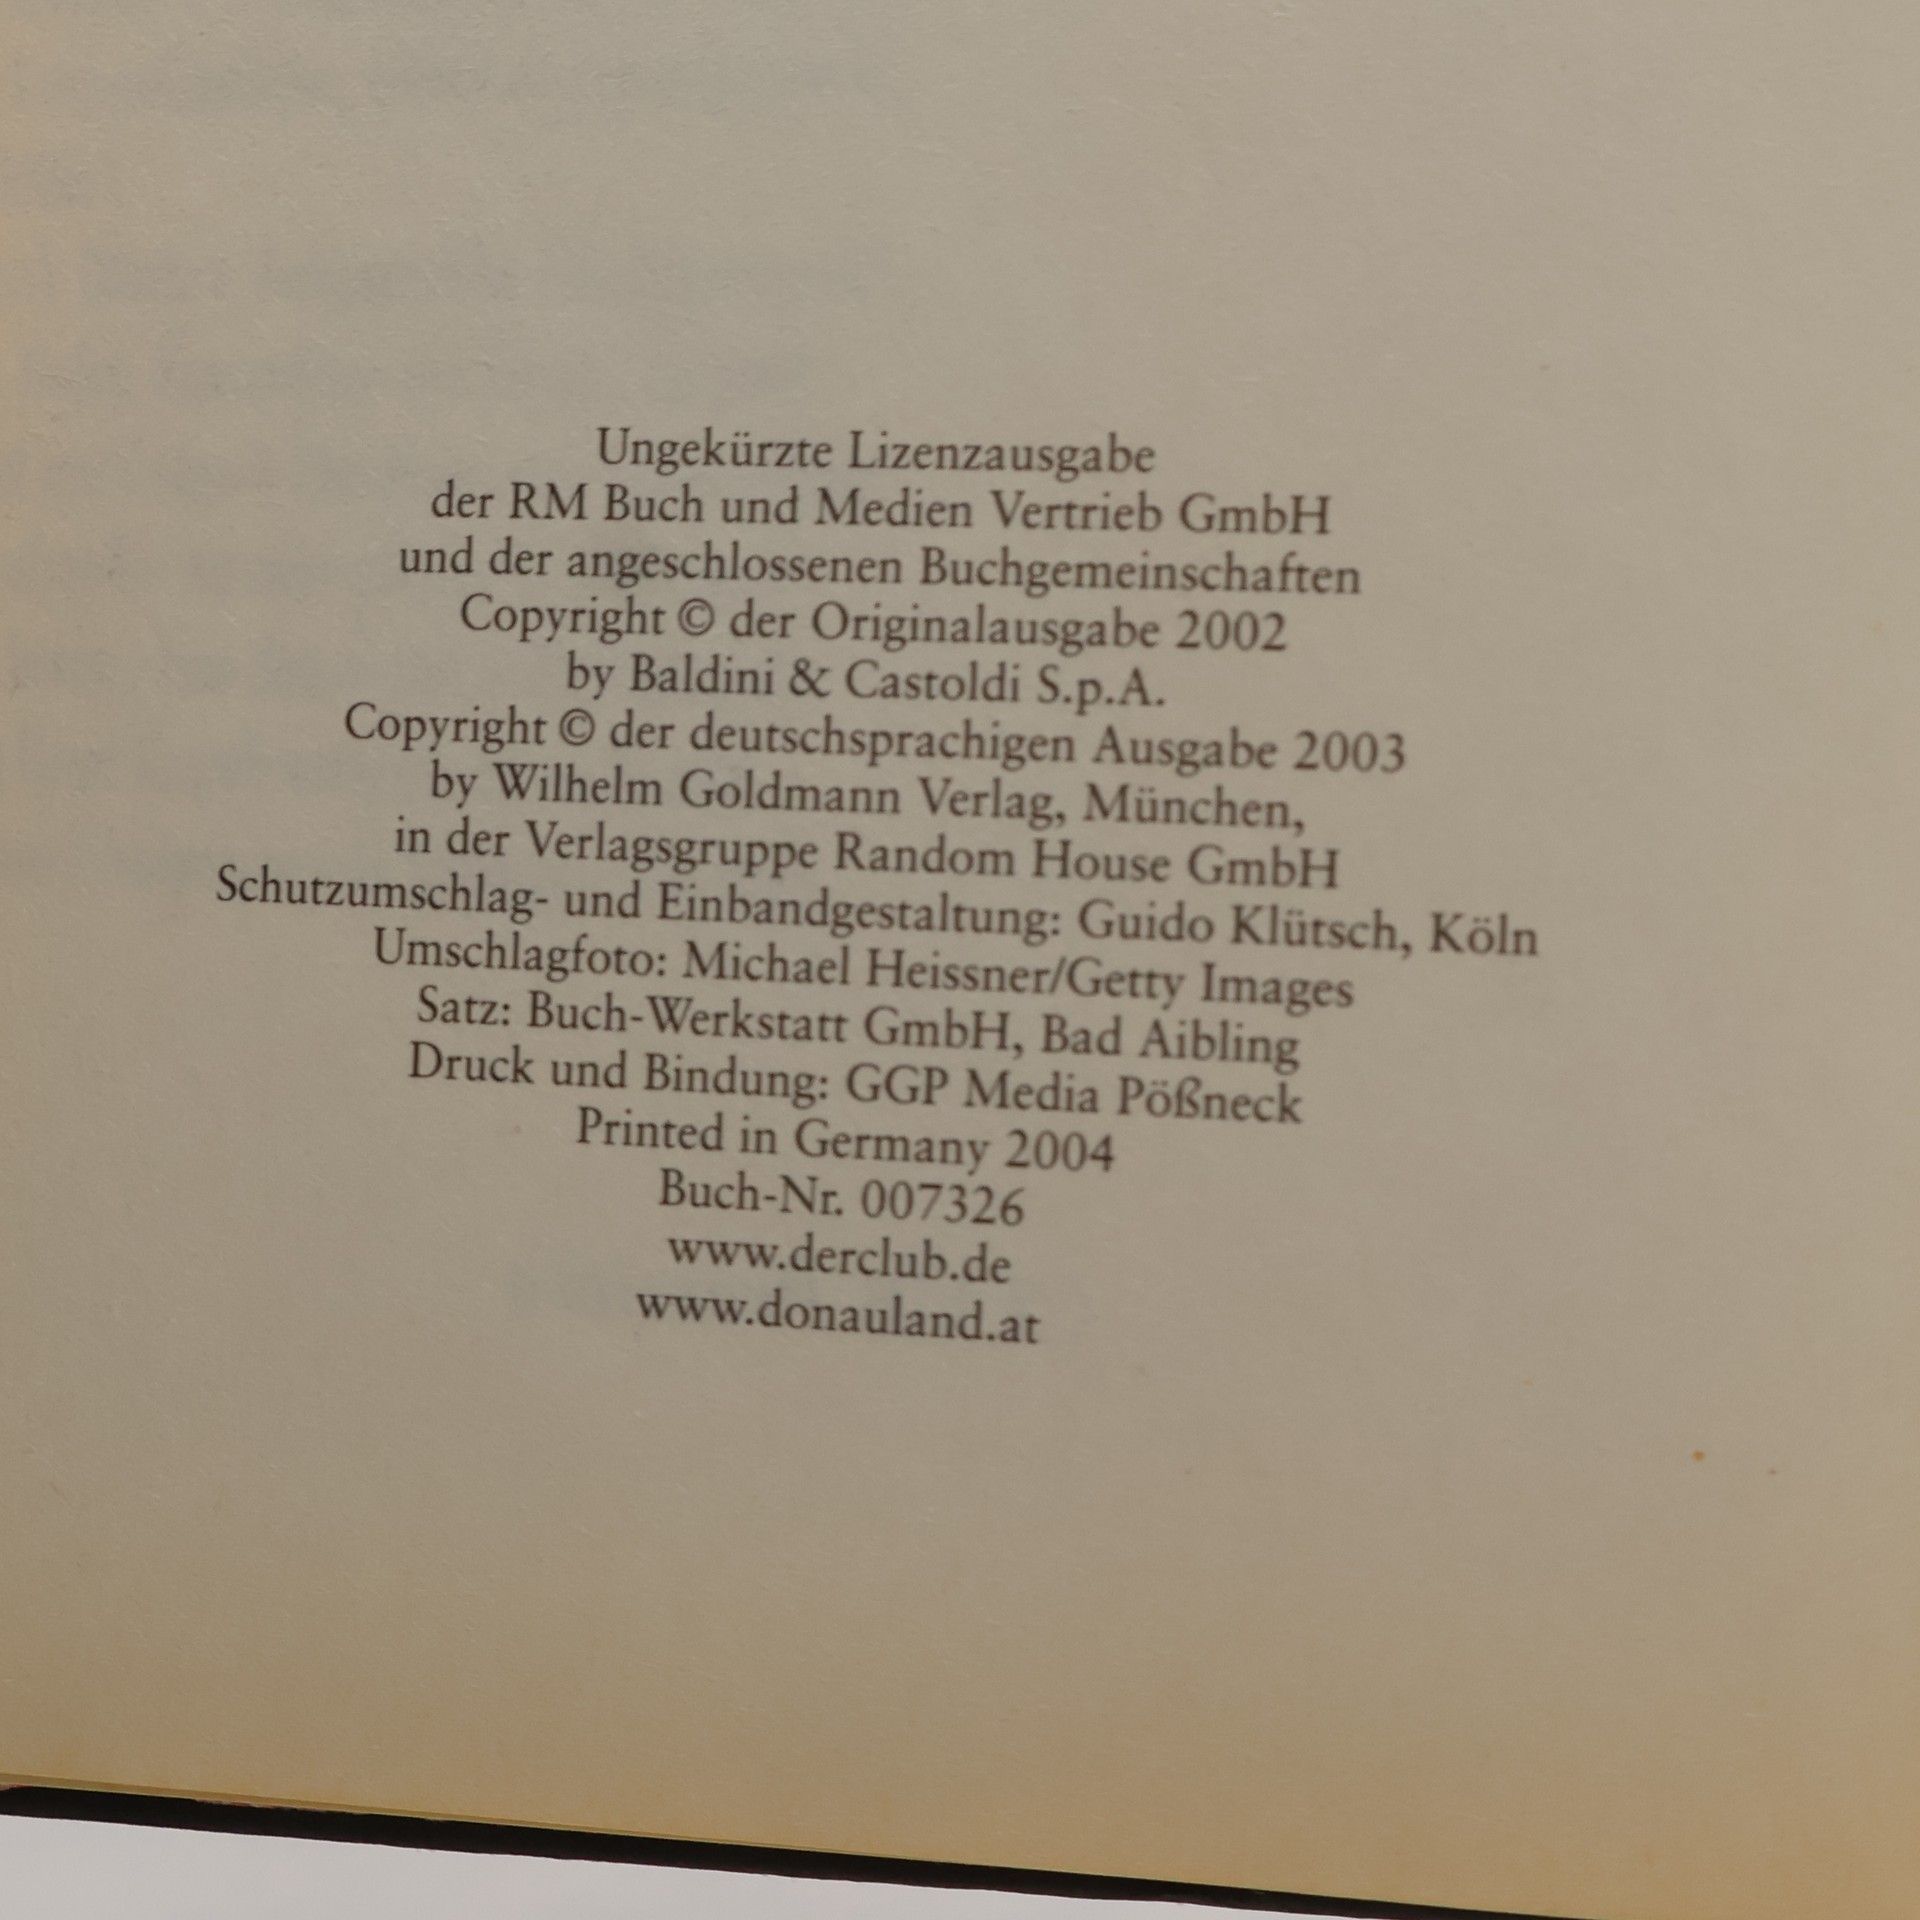 Ungekürzte Lizenzausgabe
der RM Buch und Medien Vertrieb GmbH
und der angeschlossenen Buchgemeinschaften
Copyright © der Originalausgabe 2002
by Baldini & Castoldi S.p.A.
Copyright © der deutschsprachigen Ausgabe 2003
by Wilhelm Goldmann Verlag, München,
in der Verlagsgruppe Random House GmbH
Schutzumschlag- und Einbandgestaltung: Guido Klütsch, Köln
Umschlagfoto: Michael Heissner/Getty Images
Satz: Buch-Werkstatt GmbH, Bad Aibling
Druck und Bindung: GGP Media Pößneck
Printed in Germany 2004
Buch-Nr. 007326
www.derclub.de
www.donauland.at